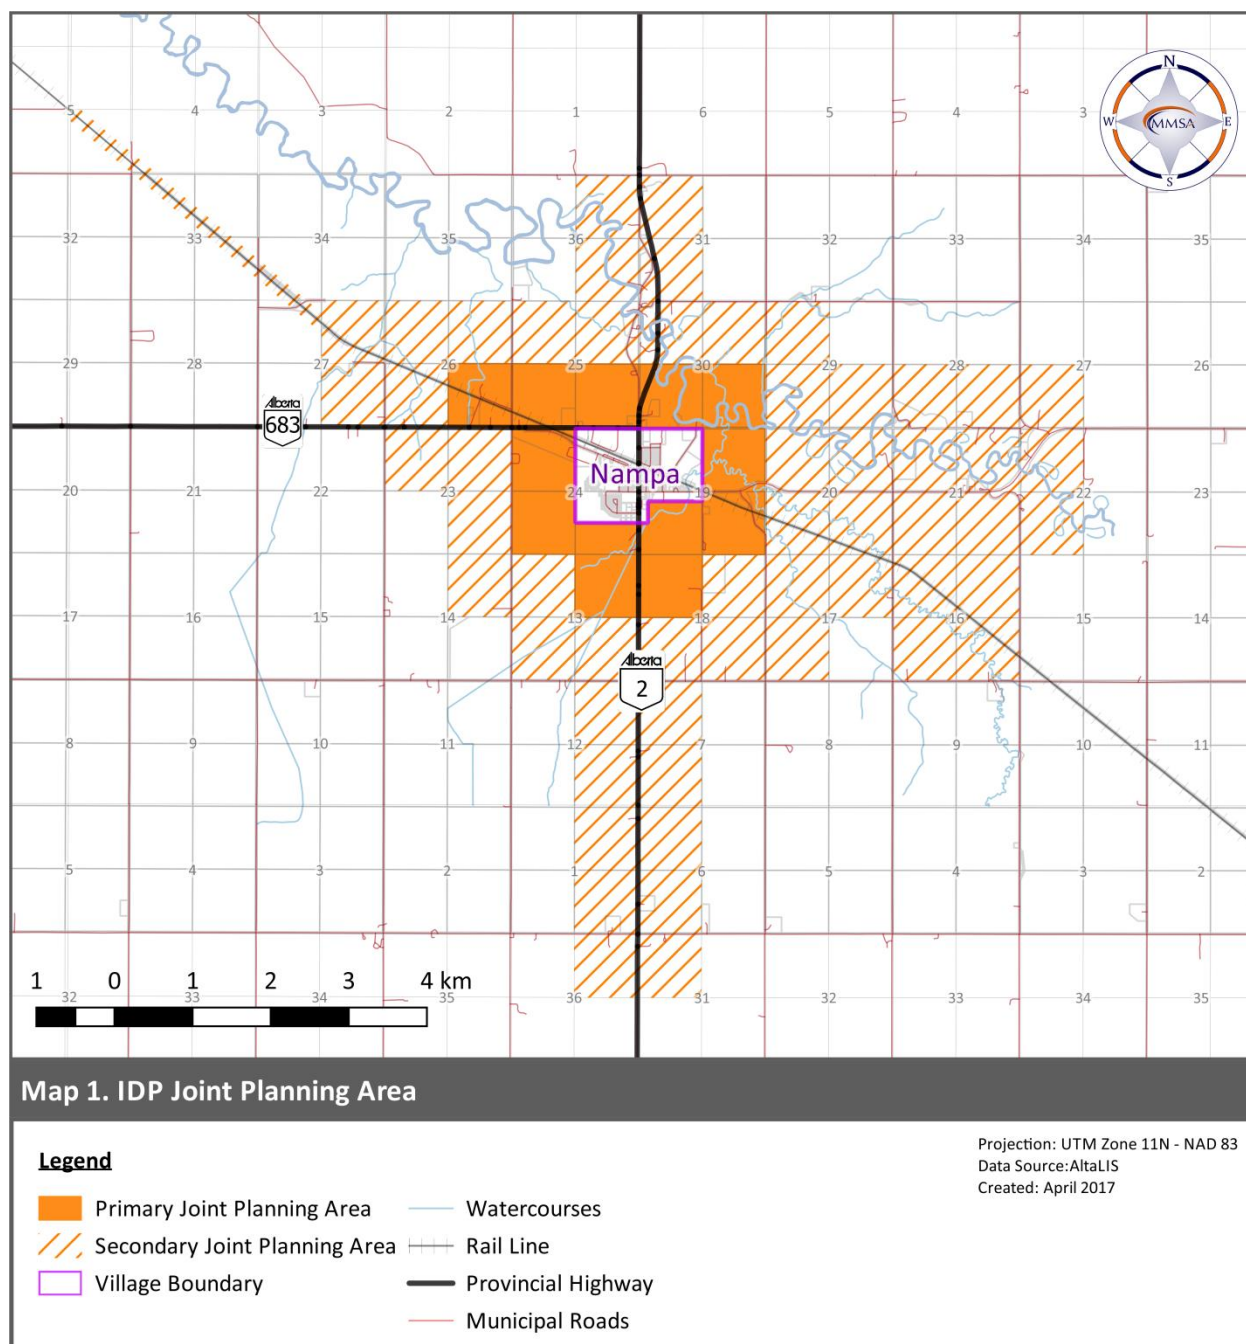 N
W MMSA E
S
5 4 3 2 1 6 5 4 3
32 33 34 35 36 31 32 33 34 35
29 28 27 26 25 30 29 28 27 26
Alberta
683
Nampa
20 21 22 23 24 19 20 21 22 23
17 16 15 14 13 18 17 16 15 14
Alberta
2
8 9 10 11 12 7 8 9 10 11
5 4 3 2 1 6 5 4 3 2
1 0 1 2 3 4 km
32 33 34 35 36 31 32 33 34 35
Map 1. IDP Joint Planning Area
Legend
Primary Joint Planning Area
Secondary Joint Planning Area
Village Boundary
Watercourses
Rail Line
Provincial Highway
Municipal Roads
Projection: UTM Zone 11N - NAD 83
Data Source:AltaLIS
Created: April 2017